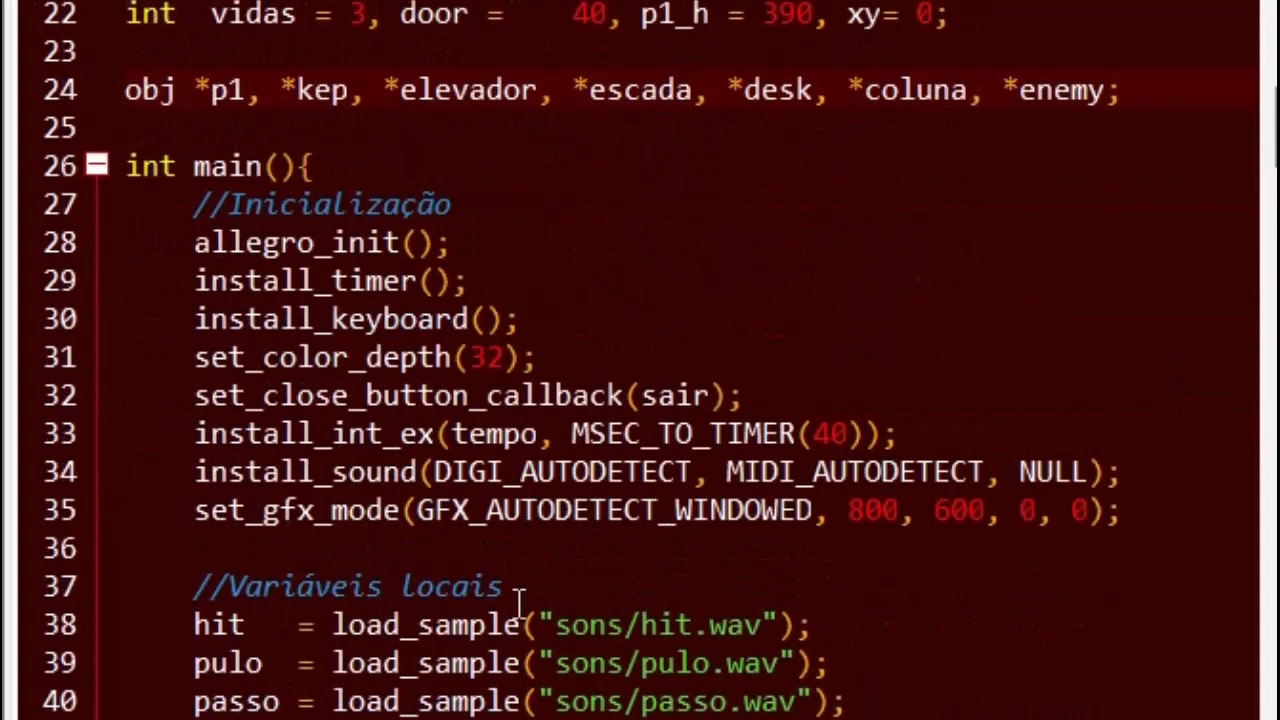 22 int  vidas = 3, door =    40, p1_h = 390, xy= 0;
23
24 obj *p1, *kep, *elevador, *escada, *desk, *coluna, *enemy;
25
26 int main(){
27     //Inicialização
28     allegro_init();
29     install_timer();
30     install_keyboard();
31     set_color_depth(32);
32     set_close_button_callback(sair);
33     install_int_ex(tempo, MSEC_TO_TIMER(40));
34     install_sound(DIGI_AUTODETECT, MIDI_AUTODETECT, NULL);
35     set_gfx_mode(GFX_AUTODETECT_WINDOWED, 800, 600, 0, 0);
36
37     //Variáveis locais
38     hit   = load_sample("sons/hit.wav");
39     pulo  = load_sample("sons/pulo.wav");
40     passo = load_sample("sons/passo.wav");